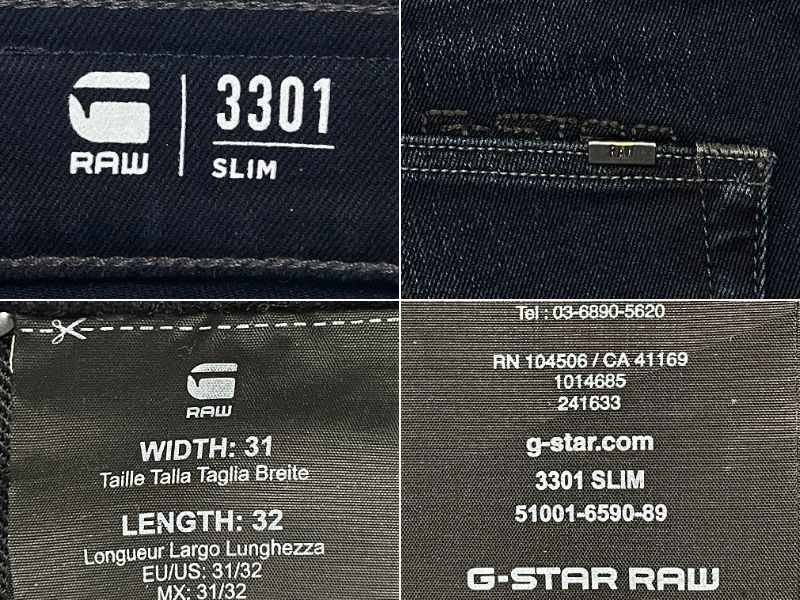 3301
RAW
SLIM
G-STAR
RAW
WIDTH: 31
Taille Talla Taglia Breite
LENGTH: 32
Longueur Largo Lunghezza
EU/US: 31/32
MX: 31/32
Tel : 03-6890-5620
RN 104506 / CA 41169
1014685
241633
g-star.com
3301 SLIM
51001-6590-89
G-STAR RAW